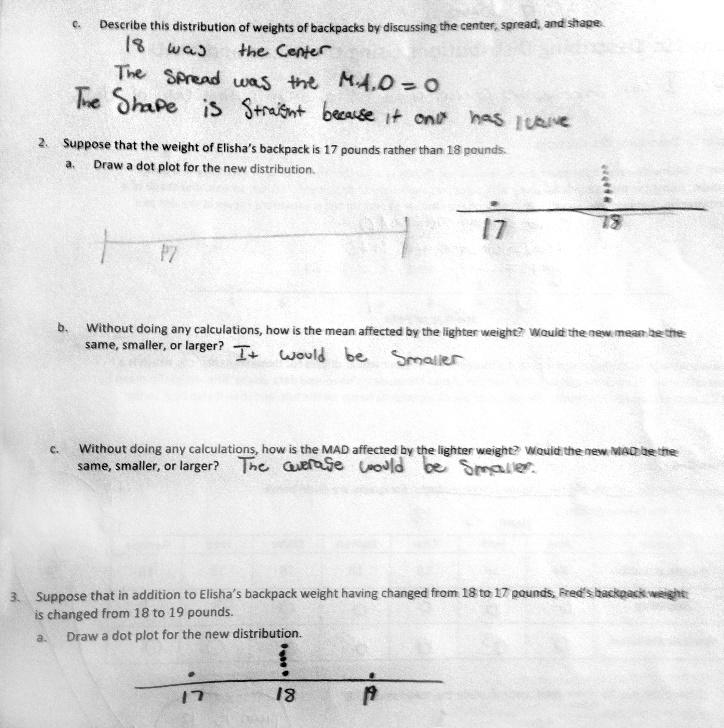 c. Describe this distribution of weights of backpacks by discussing the center, spread, and shape.
18 was the Center
The Spread was the M.A.D = 0
The Shape is Straight because it only has 1
2. Suppose that the weight of Elisha's backpack is 17 pounds rather than 18 pounds.
a. Draw a dot plot for the new distribution.
17 18
17
b. Without doing any calculations, how is the mean affected by the lighter weight? Would the new mean be the
same, smaller, or larger? It would be Smaller
c. Without doing any calculations, how is the MAD affected by the lighter weight? Would the new MAD be the
same, smaller, or larger? The average would be Smaller.
3. Suppose that in addition to Elisha's backpack weight having changed from 18 to 17 pounds, Fred's backpack weight
is changed from 18 to 19 pounds.
a. Draw a dot plot for the new distribution.
17 18 19